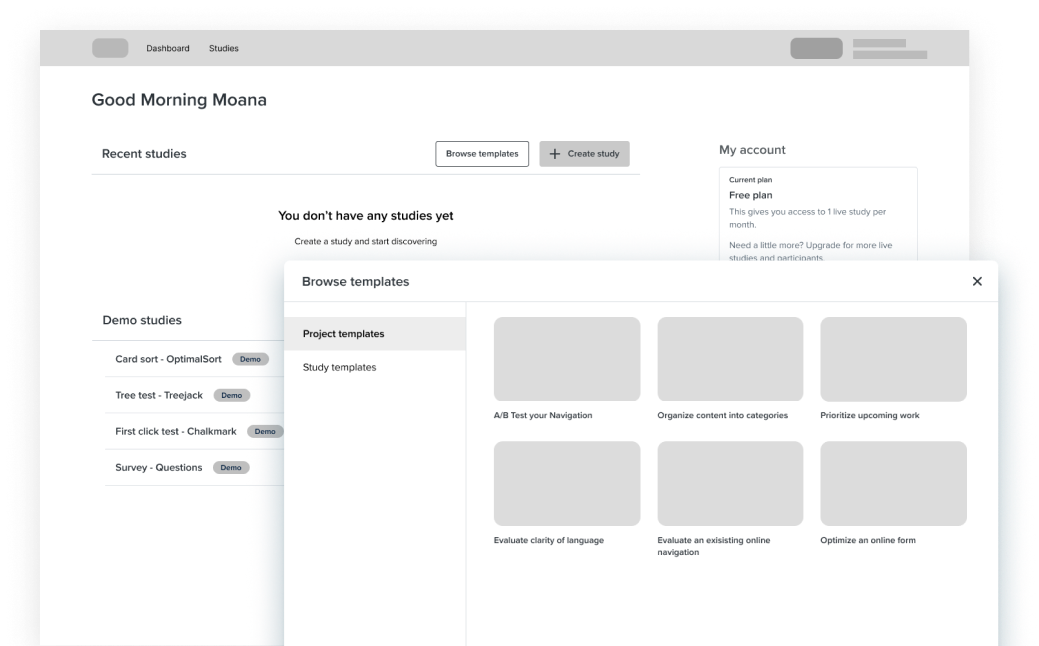 Dashboard Studies
Good Morning Moana
Recent studies
Browse templates
+ Create study
You don't have any studies yet
Create a study and start discovering
My account
Current plan
Free plan
This gives you access to 1 live study per
month.
Need a little more? Upgrade for more live
studies and participants.
Demo studies
Card sort - OptimalSort Demo
Tree test - Treejack Demo
First click test - Chalkmark Demo
Survey - Questions Demo
Browse templates
Project templates
Study templates
A/B Test your Navigation
Organize content into categories
Prioritize upcoming work
Evaluate clarity of language
Evaluate an exisisting online
navigation
Optimize an online form